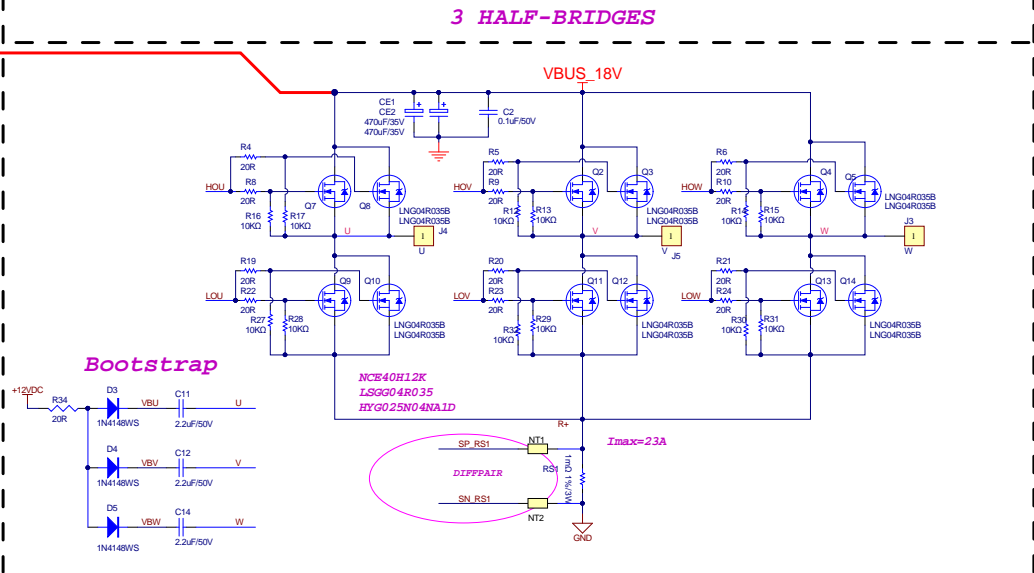 3 HALF-BRIDGES
VBUS_18V
CE1
CE2
470uF/35V
470uF/35V
C2
0.1uF/50V
R4
20R
R8
20R
HOU
R16
10KΩ
R17
10KΩ
Q7
Q8
LNG04R035B
LNG04R035B
U
1
J4
U
R5
20R
R9
20R
HOV
R12
10KΩ
R13
10KΩ
Q2
Q3
LNG04R035B
LNG04R035B
V
1
V
J5
R6
20R
R10
20R
HOW
R14
10KΩ
R15
10KΩ
Q4
Q5
LNG04R035B
LNG04R035B
W
J3
1
W
R19
20R
R22
20R
LOU
R27
10KΩ
R28
10KΩ
Q9
Q10
LNG04R035B
LNG04R035B
R20
20R
R23
20R
LOV
R32
10KΩ
R29
10KΩ
Q11
Q12
LNG04R035B
LNG04R035B
R21
20R
R24
20R
LOW
R30
10KΩ
R31
10KΩ
Q13
Q14
LNG04R035B
LNG04R035B
Bootstrap
+12VDC
R34
20R
D3
1N4148WS
VBU
C11
2.2uF/50V
U
D4
1N4148WS
VBV
C12
2.2uF/50V
V
D5
1N4148WS
VBW
C14
2.2uF/50V
W
NCE40H12K
LSGG04R035
HYG025N04NA1D
R+
Imax=23A
SP_RS1
NT1
DIFFPAIR
RS1
1mΩ 1%/3W
SN_RS1
NT2
GND